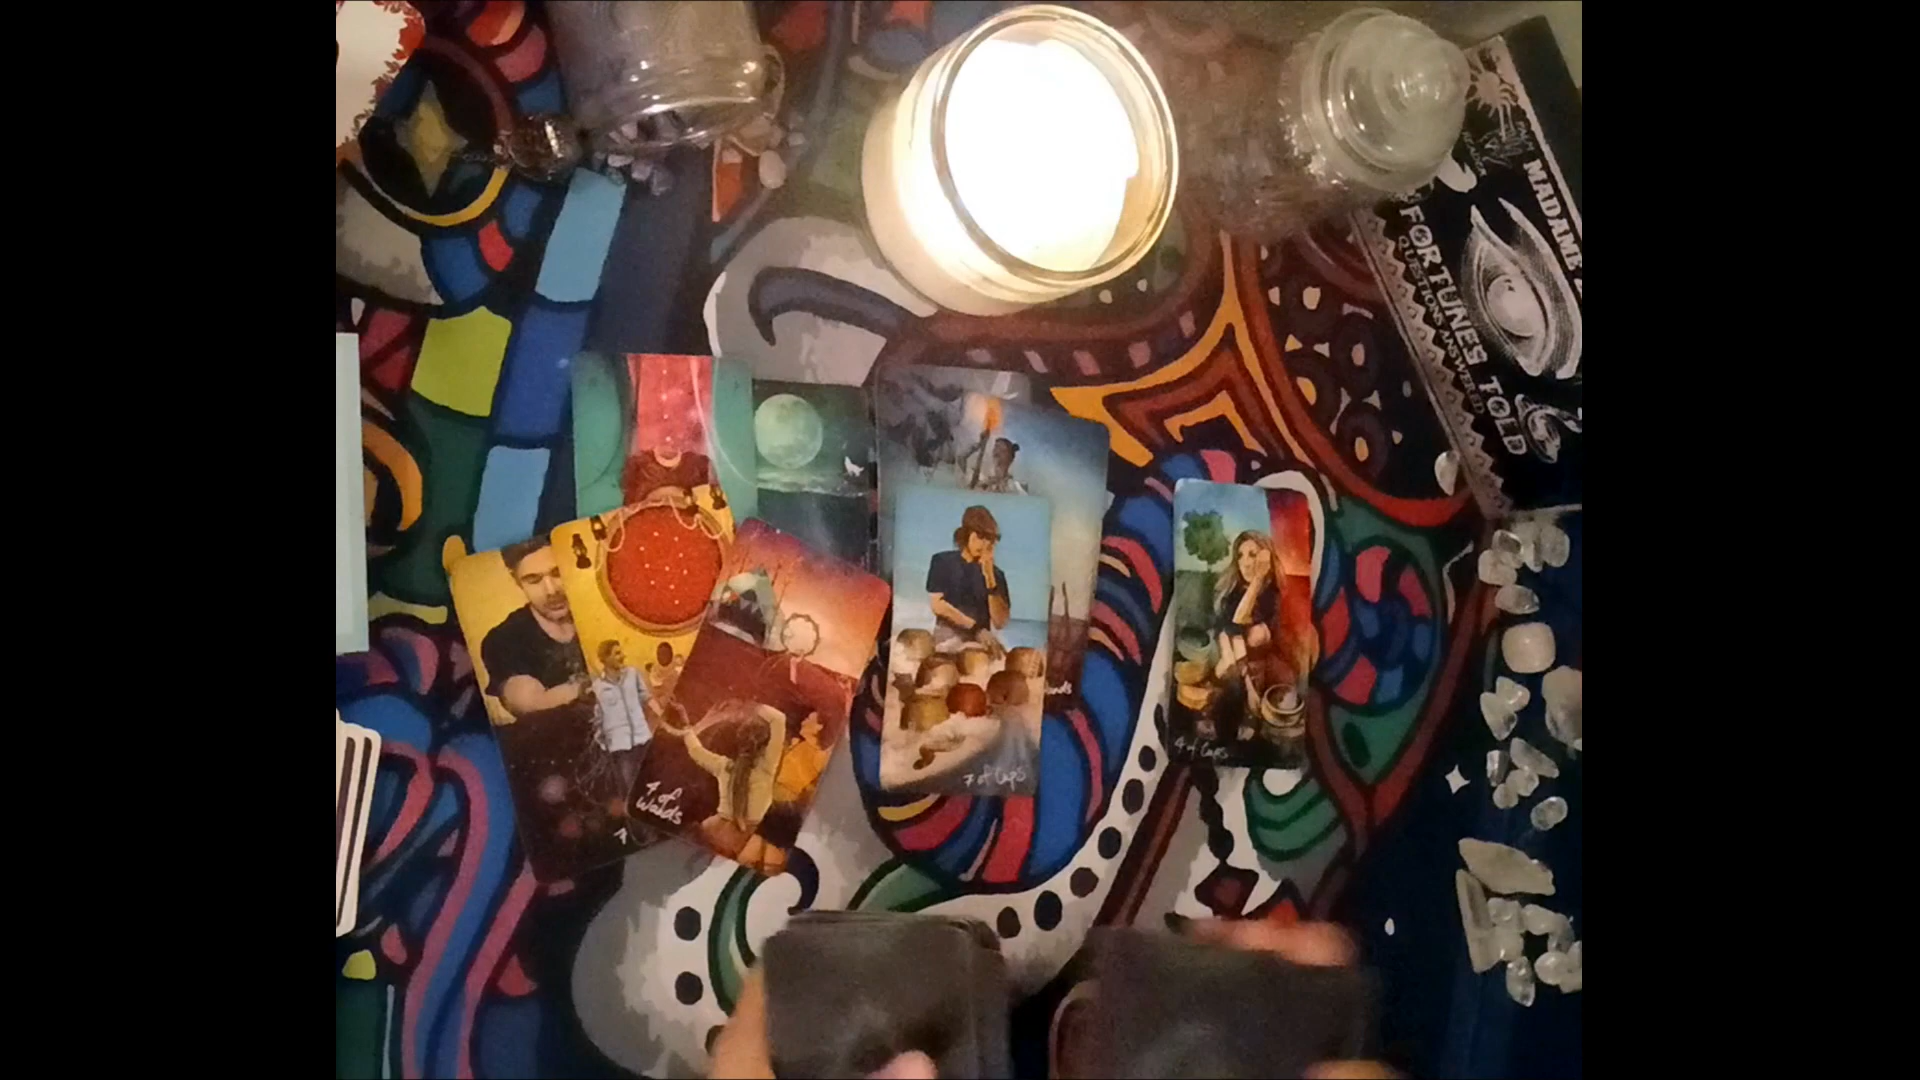 MADAME
FORTUNES TOLD
QUESTIONS ANSWERED
7 of Cups
4 of Cups
4 of
Wands